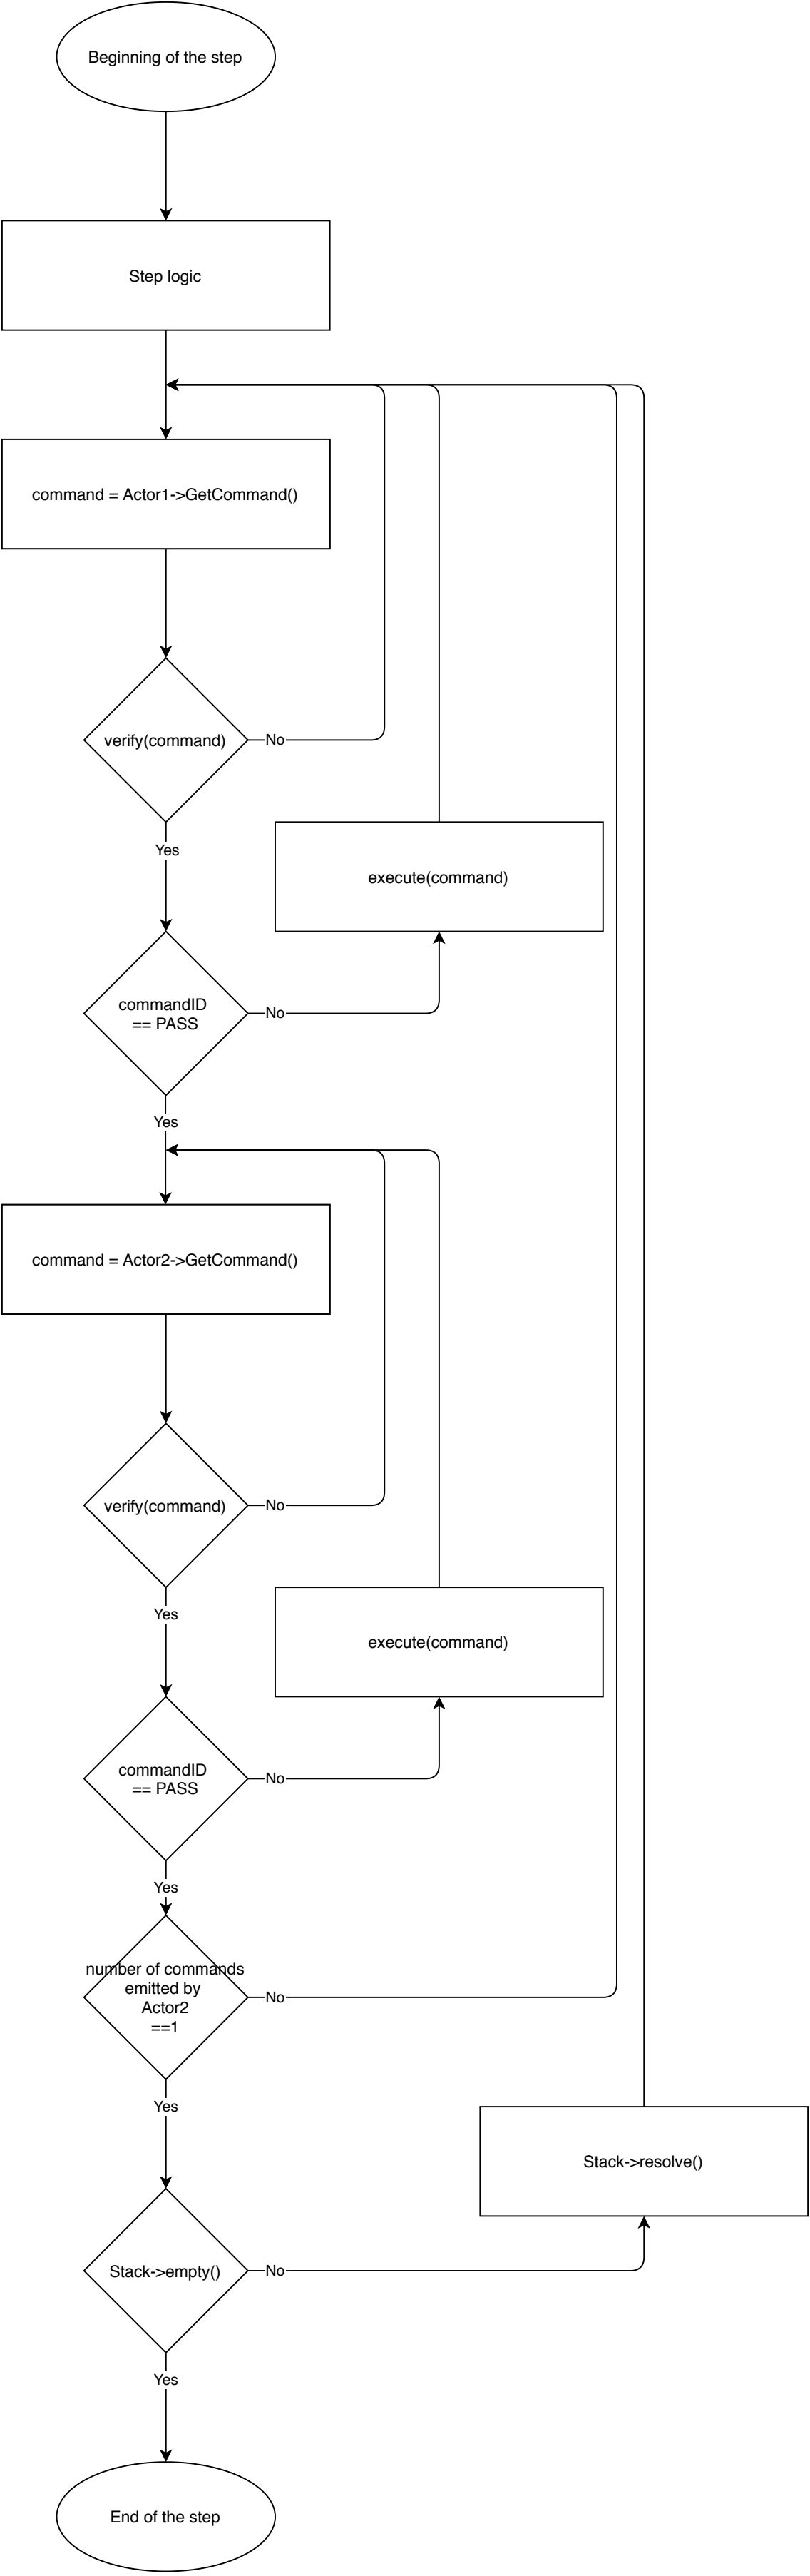 Beginning of the step
Step logic
command = Actor1->GetCommand()
verify(command)
No
Yes
execute(command)
commandID
== PASS
No
Yes
command = Actor2->GetCommand()
verify(command)
No
Yes
execute(command)
commandID
== PASS
No
Yes
number of commands
emitted by
Actor2
==1
No
Yes
Stack->resolve()
Stack->empty()
No
Yes
End of the step